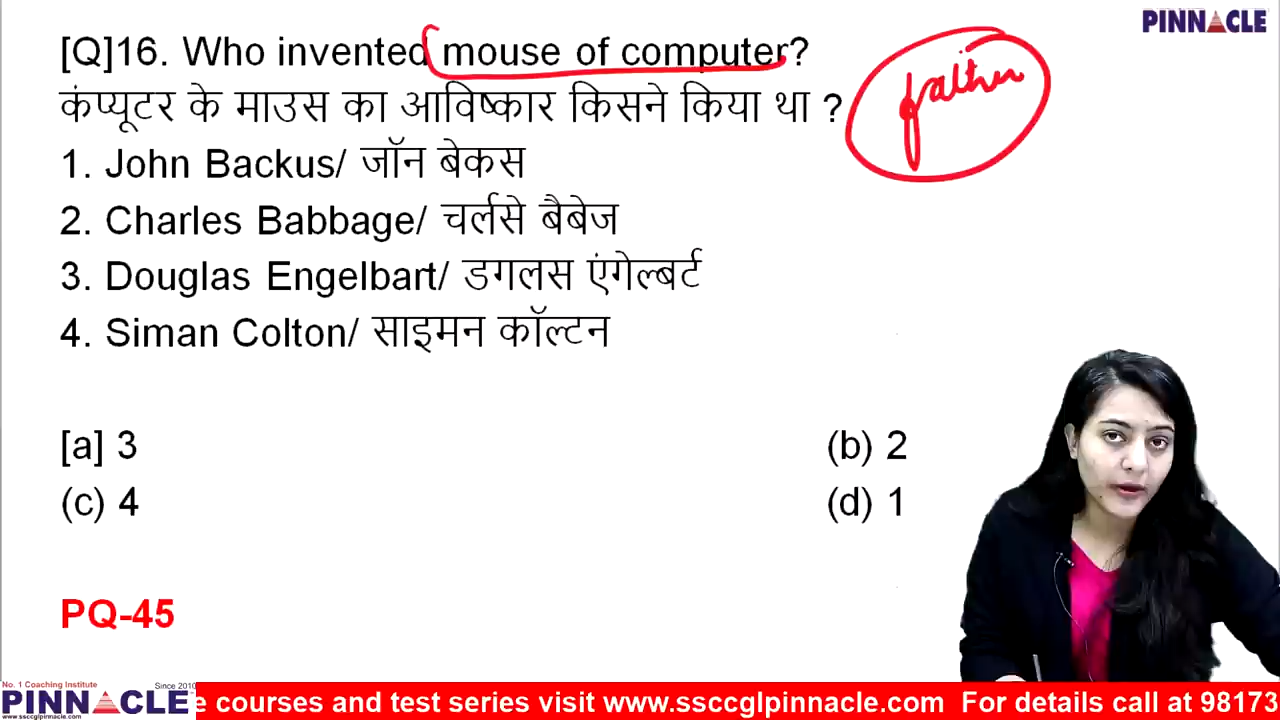 PINNACLE
[Q]16. Who invented mouse of computer?
father
कंप्यूटर के माउस का आविष्कार किसने किया था ?
1. John Backus/ जॉन बेकस
2. Charles Babbage/ चर्लसे बैबेज
3. Douglas Engelbart/ डगलस एंगेल्बर्ट
4. Siman Colton/ साइमन कॉल्टन
[a] 3
(b) 2
(c) 4
(d) 1
PQ-45
No. 1 Coaching Institute
Since 2010
PINNACLE
www.ssccglpinnacle.com
e courses and test series visit www.sscglpinnacle.com For details call at 98173